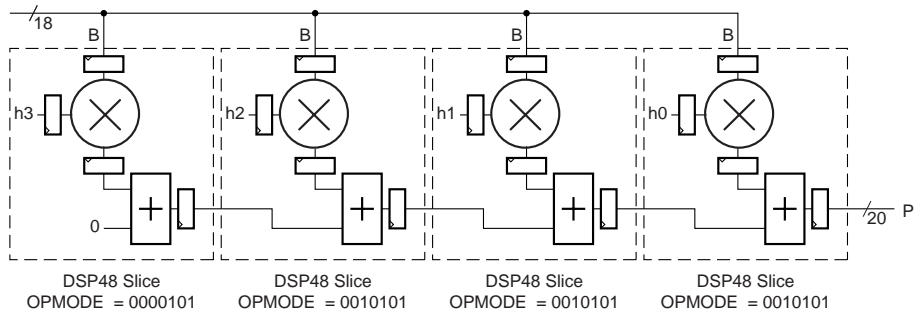 18
B
B
B
B
h3
h2
h1
h0
0
20
P
DSP48 Slice
OPMODE = 0000101
DSP48 Slice
OPMODE = 0010101
DSP48 Slice
OPMODE = 0010101
DSP48 Slice
OPMODE = 0010101